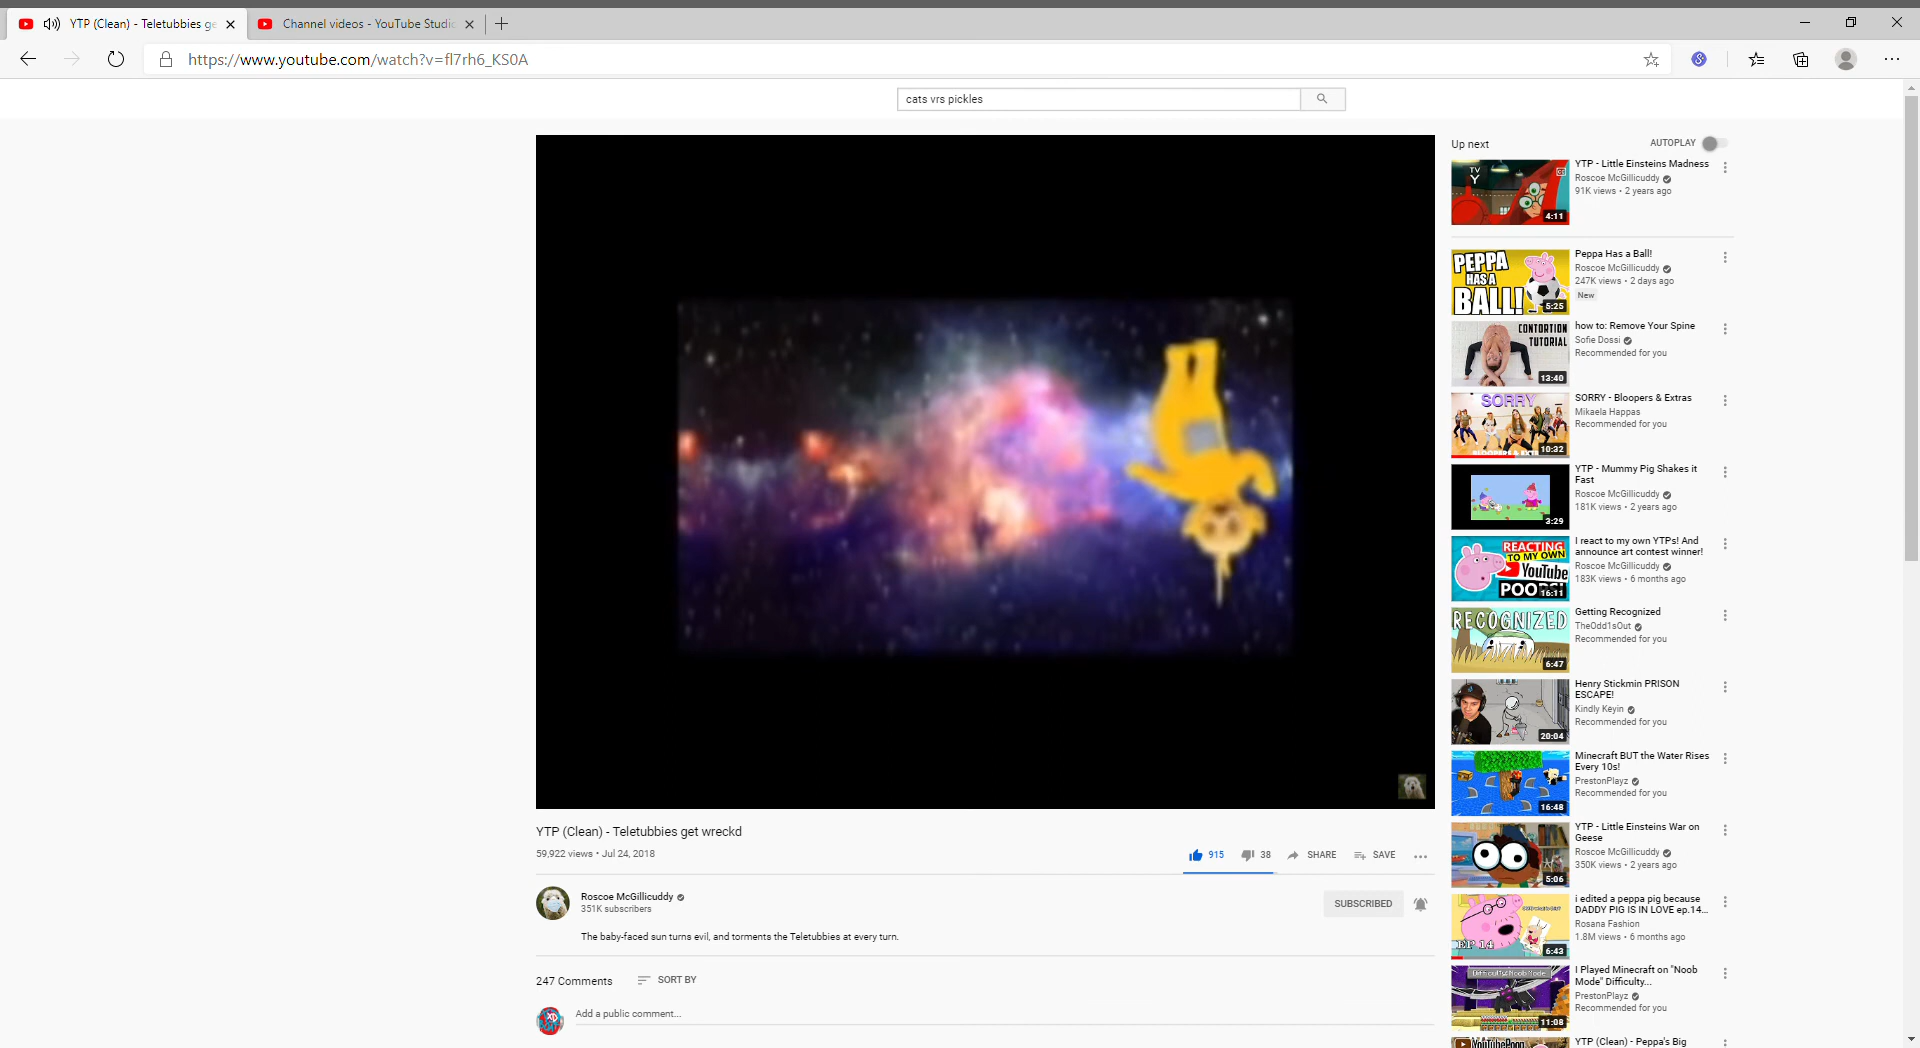 YTP (Clean) - Teletubbies ge
Channel videos - YouTube Studio
https://www.youtube.com/watch?v=fl7rh6_KS0A
cats vrs pickles
Up next
AUTOPLAY
TV
Y
CC
4:11
YTP - Little Einsteins Madness
Roscoe McGillicuddy
91K views • 2 years ago
PEPPA
HAS A
BALL!
5:25
Peppa Has a Ball!
Roscoe McGillicuddy
247K views • 2 days ago
New
CONTORTION
TUTORIAL
13:40
how to: Remove Your Spine
Sofie Dossi
Recommended for you
SORRY
BLOOPERS & EXTRA
10:32
SORRY - Bloopers & Extras
Mikaela Happas
Recommended for you
3:29
YTP - Mummy Pig Shakes it
Fast
Roscoe McGillicuddy
181K views • 2 years ago
REACTING
TO MY OWN
YouTube
POOPS!
16:11
I react to my own YTPs! And
announce art contest winner!
Roscoe McGillicuddy
183K views • 6 months ago
RECOGNIZED
6:47
Getting Recognized
TheOdd1sOut
Recommended for you
20:04
Henry Stickmin PRISON
ESCAPE!
Kindly Keyin
Recommended for you
16:48
Minecraft BUT the Water Rises
Every 10s!
PrestonPlayz
Recommended for you
5:06
YTP - Little Einsteins War on
Geese
Roscoe McGillicuddy
350K views • 2 years ago
EP 14
6:43
i edited a peppa pig because
DADDY PIG IS IN LOVE ep.14...
Rosana Fashion
1.8M views • 6 months ago
Difficulty: Noob Mode
11:08
I Played Minecraft on "Noob
Mode" Difficulty...
PrestonPlayz
Recommended for you
YouTubePoop
YTP (Clean) - Peppa's Big
YTP (Clean) - Teletubbies get wreckd
59,922 views • Jul 24, 2018
915
38
SHARE
SAVE
Roscoe McGillicuddy
351K subscribers
SUBSCRIBED
The baby-faced sun turns evil, and torments the Teletubbies at every turn.
247 Comments
SORT BY
XD
Add a public comment...